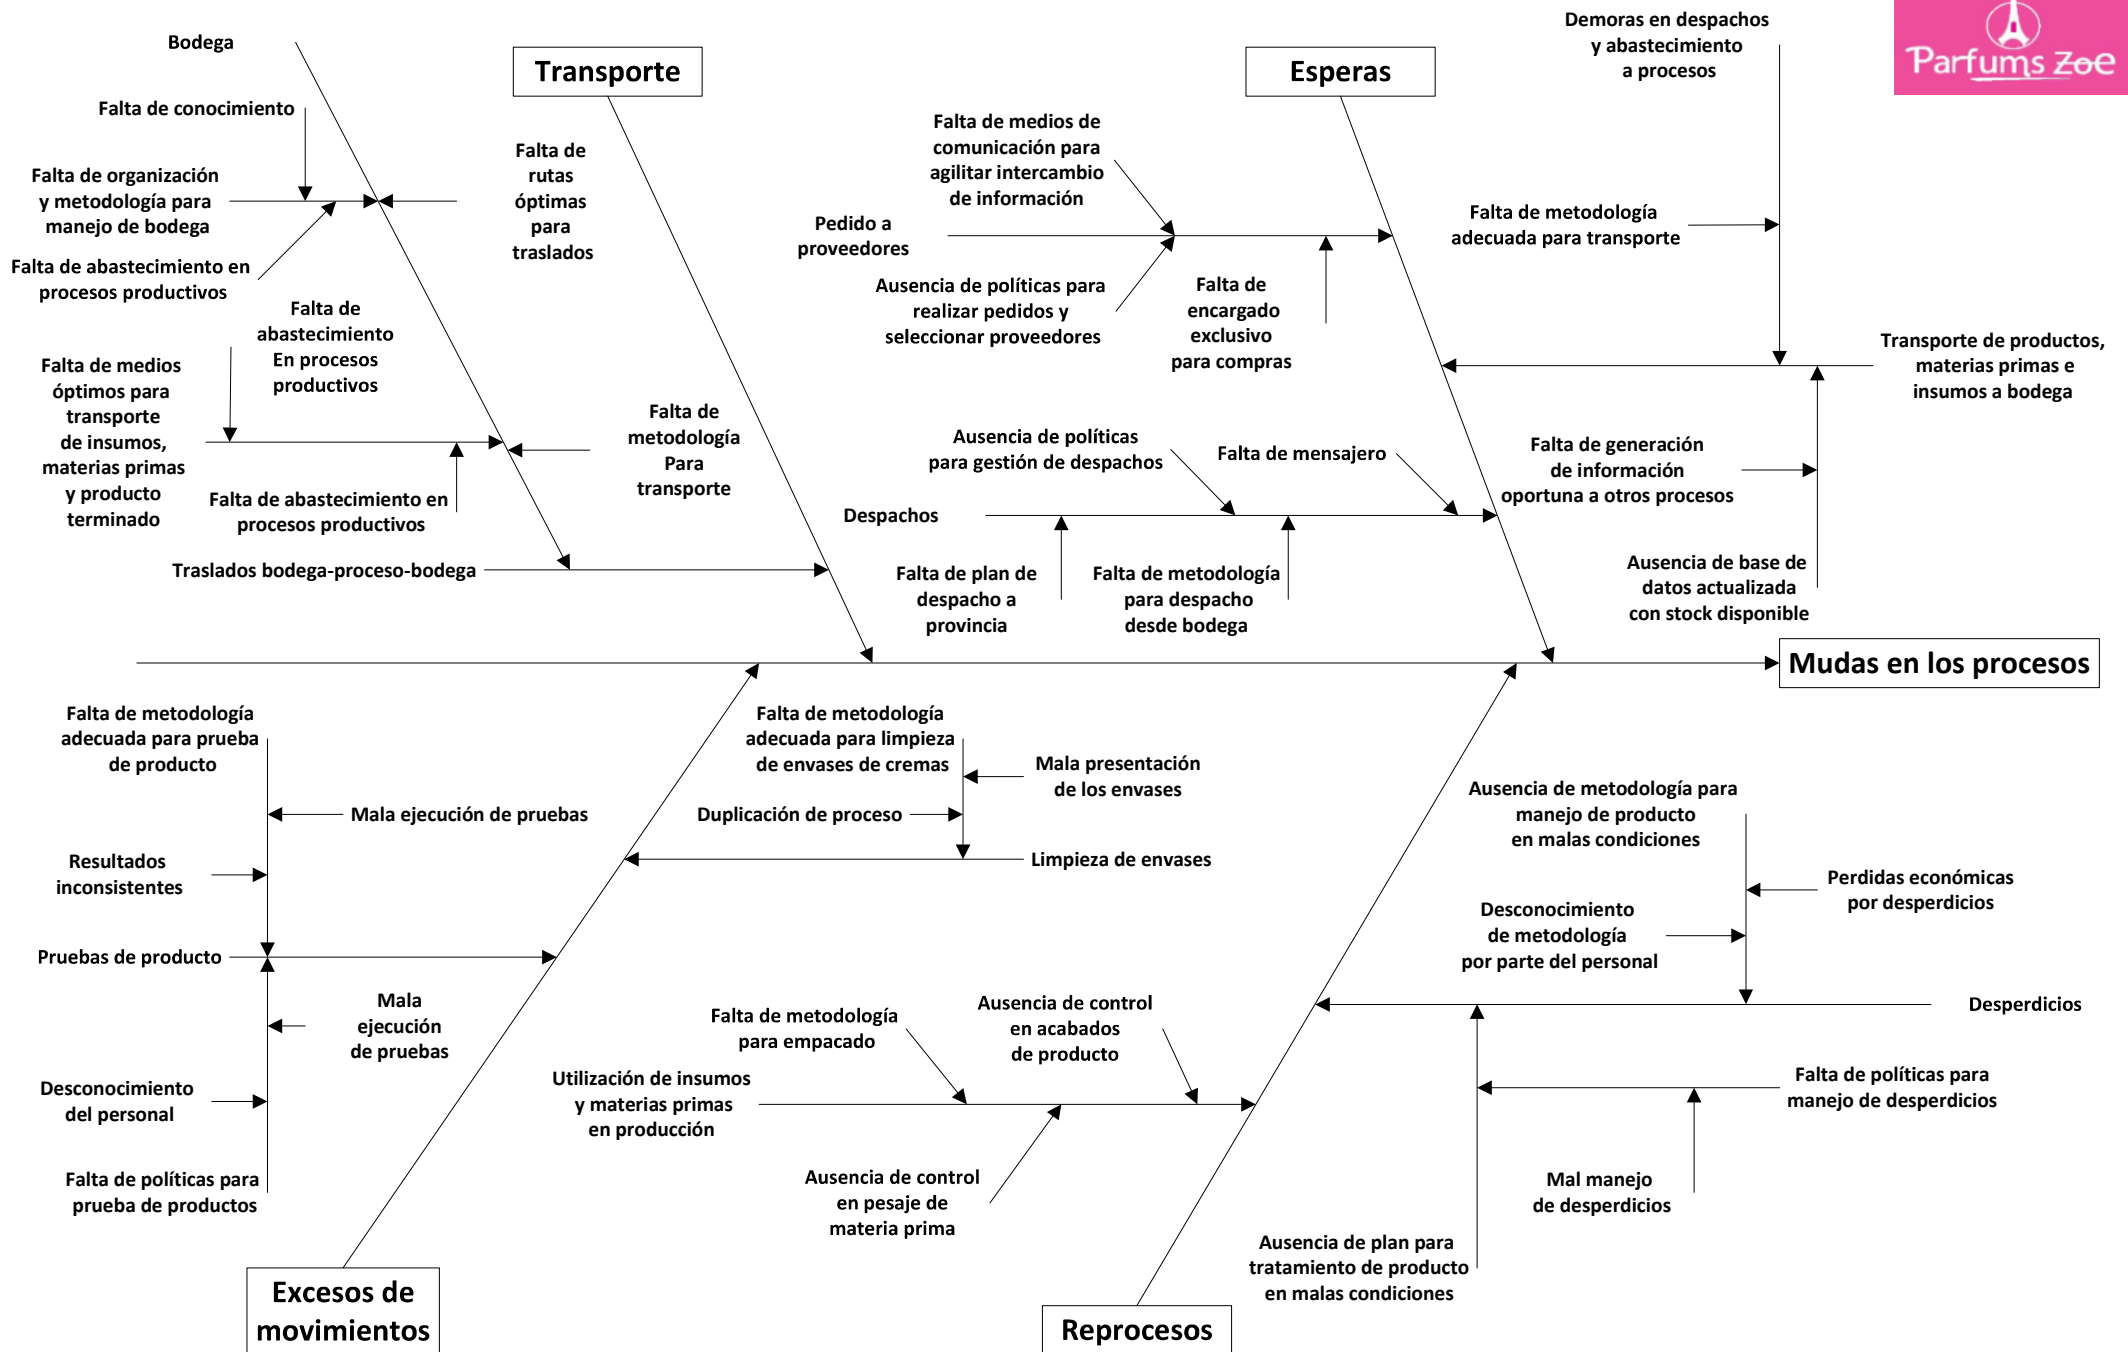 Bodega
Falta de conocimiento
Falta de organización
y metodología para
manejo de bodega
Falta de abastecimiento en
procesos productivos
Transporte
Falta de
rutas
óptimas
para
traslados
Falta de
abastecimiento
En procesos
productivos
Falta de medios
óptimos para
transporte
de insumos,
materias primas
y producto
terminado
Falta de abastecimiento en
procesos productivos
Falta de
metodología
Para
transporte
Traslados bodega-proceso-bodega
Esperas
Falta de medios de
comunicación para
agilitar intercambio
de información
Pedido a
proveedores
Ausencia de políticas para
realizar pedidos y
seleccionar proveedores
Falta de
encargado
exclusivo
para compras
Demoras en despachos
y abastecimiento
a procesos
Parfums Zoe
Falta de metodología
adecuada para transporte
Transporte de productos,
materias primas e
insumos a bodega
Ausencia de políticas
para gestión de despachos
Falta de mensajero
Despachos
Falta de plan de
despacho a
provincia
Falta de metodología
para despacho
desde bodega
Falta de generación
de información
oportuna a otros procesos
Ausencia de base de
datos actualizada
con stock disponible
Mudas en los procesos
Falta de metodología
adecuada para prueba
de producto
Mala ejecución de pruebas
Resultados
inconsistentes
Pruebas de producto
Mala
ejecución
de pruebas
Desconocimiento
del personal
Falta de políticas para
prueba de productos
Excesos de
movimientos
Falta de metodología
adecuada para limpieza
de envases de cremas
Mala presentación
de los envases
Duplicación de proceso
Limpieza de envases
Falta de metodología
para empacado
Ausencia de control
en acabados
de producto
Utilización de insumos
y materias primas
en producción
Ausencia de control
en pesaje de
materia prima
Ausencia de metodología para
manejo de producto
en malas condiciones
Perdidas económicas
por desperdicios
Desconocimiento
de metodología
por parte del personal
Desperdicios
Falta de políticas para
manejo de desperdicios
Mal manejo
de desperdicios
Ausencia de plan para
tratamiento de producto
en malas condiciones
Reprocesos